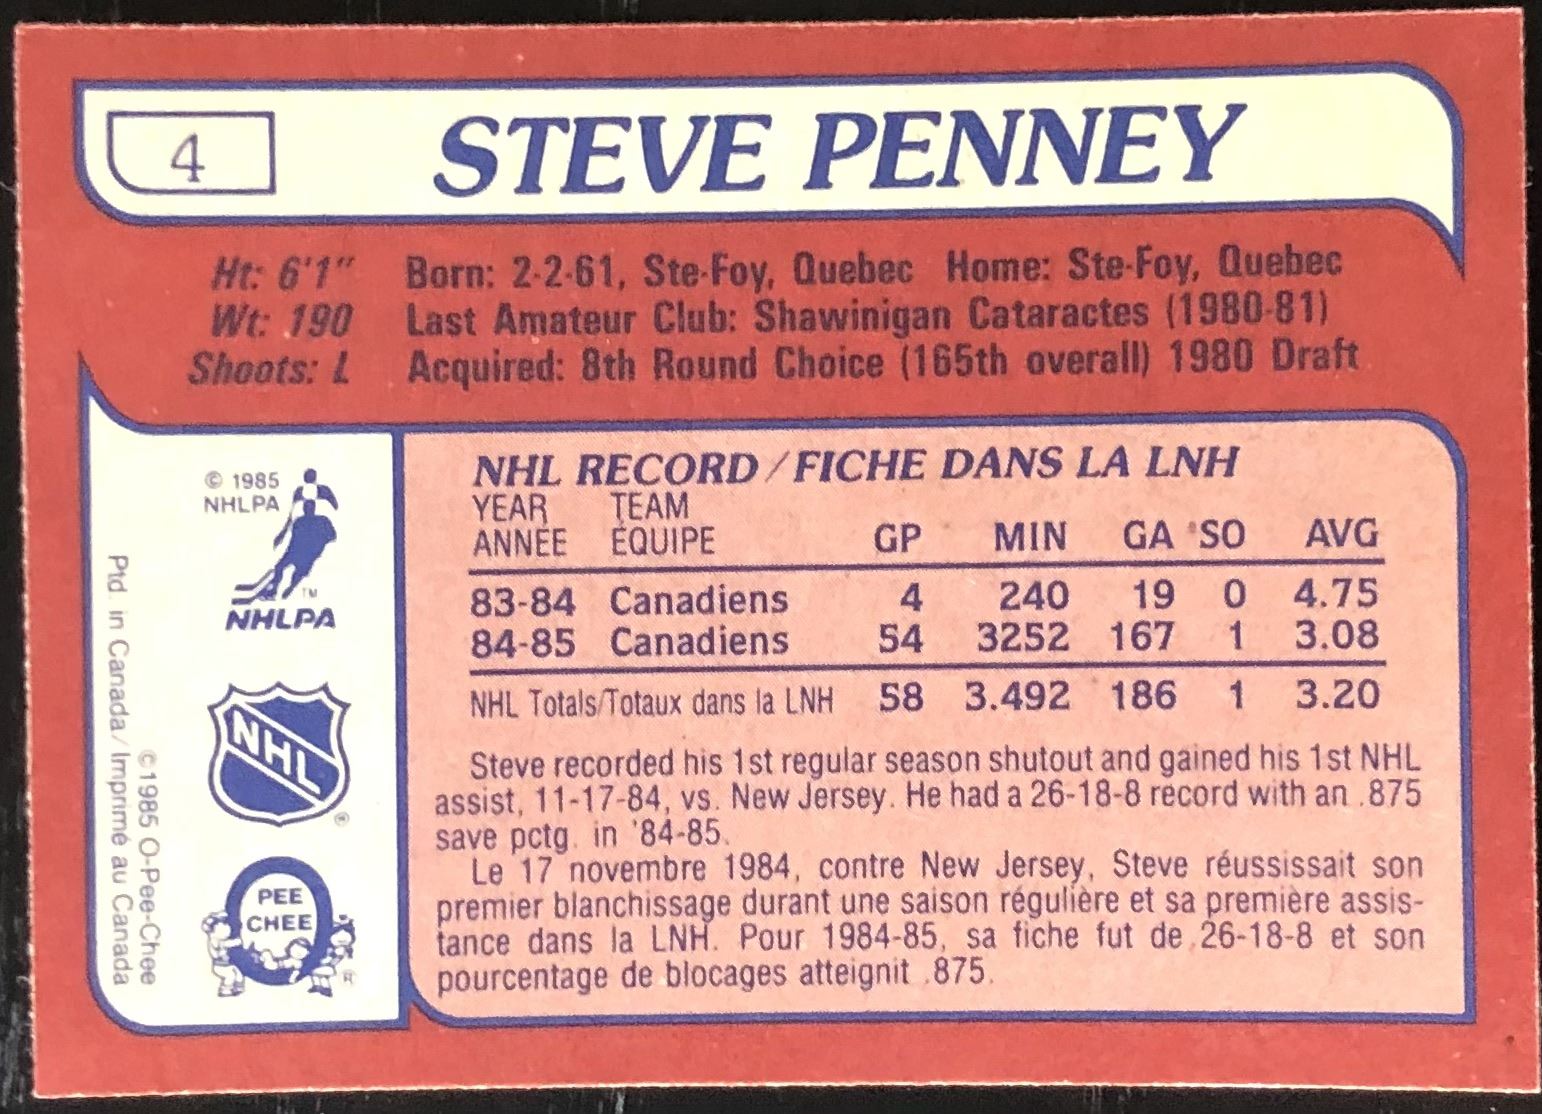 4
STEVE PENNEY
Ht: 6'1" Born: 2-2-61, Ste-Foy, Quebec Home: Ste-Foy, Quebec
Wt: 190 Last Amateur Club: Shawinigan Cataractes (1980-81)
Shoots: L Acquired: 8th Round Choice (165th overall) 1980 Draft
© 1985
NHLPA
TM
NHLPA
NHL
®
PEE
CHEE
®
© 1985 O-Pee-Chee
Ptd. in Canada/Imprimé au Canada
NHL RECORD/FICHE DANS LA LNH
YEAR TEAM
ANNÉE ÉQUIPE GP MIN GA SO AVG
83-84 Canadiens 4 240 19 0 4.75
84-85 Canadiens 54 3252 167 1 3.08
NHL Totals/Totaux dans la LNH 58 3.492 186 1 3.20
Steve recorded his 1st regular season shutout and gained his 1st NHL
assist, 11-17-84, vs. New Jersey. He had a 26-18-8 record with an .875
save pctg. in '84-85.
Le 17 novembre 1984, contre New Jersey, Steve réussissait son
premier blanchissage durant une saison régulière et sa première assis-
tance dans la LNH. Pour 1984-85, sa fiche fut de 26-18-8 et son
pourcentage de blocages atteignit .875.